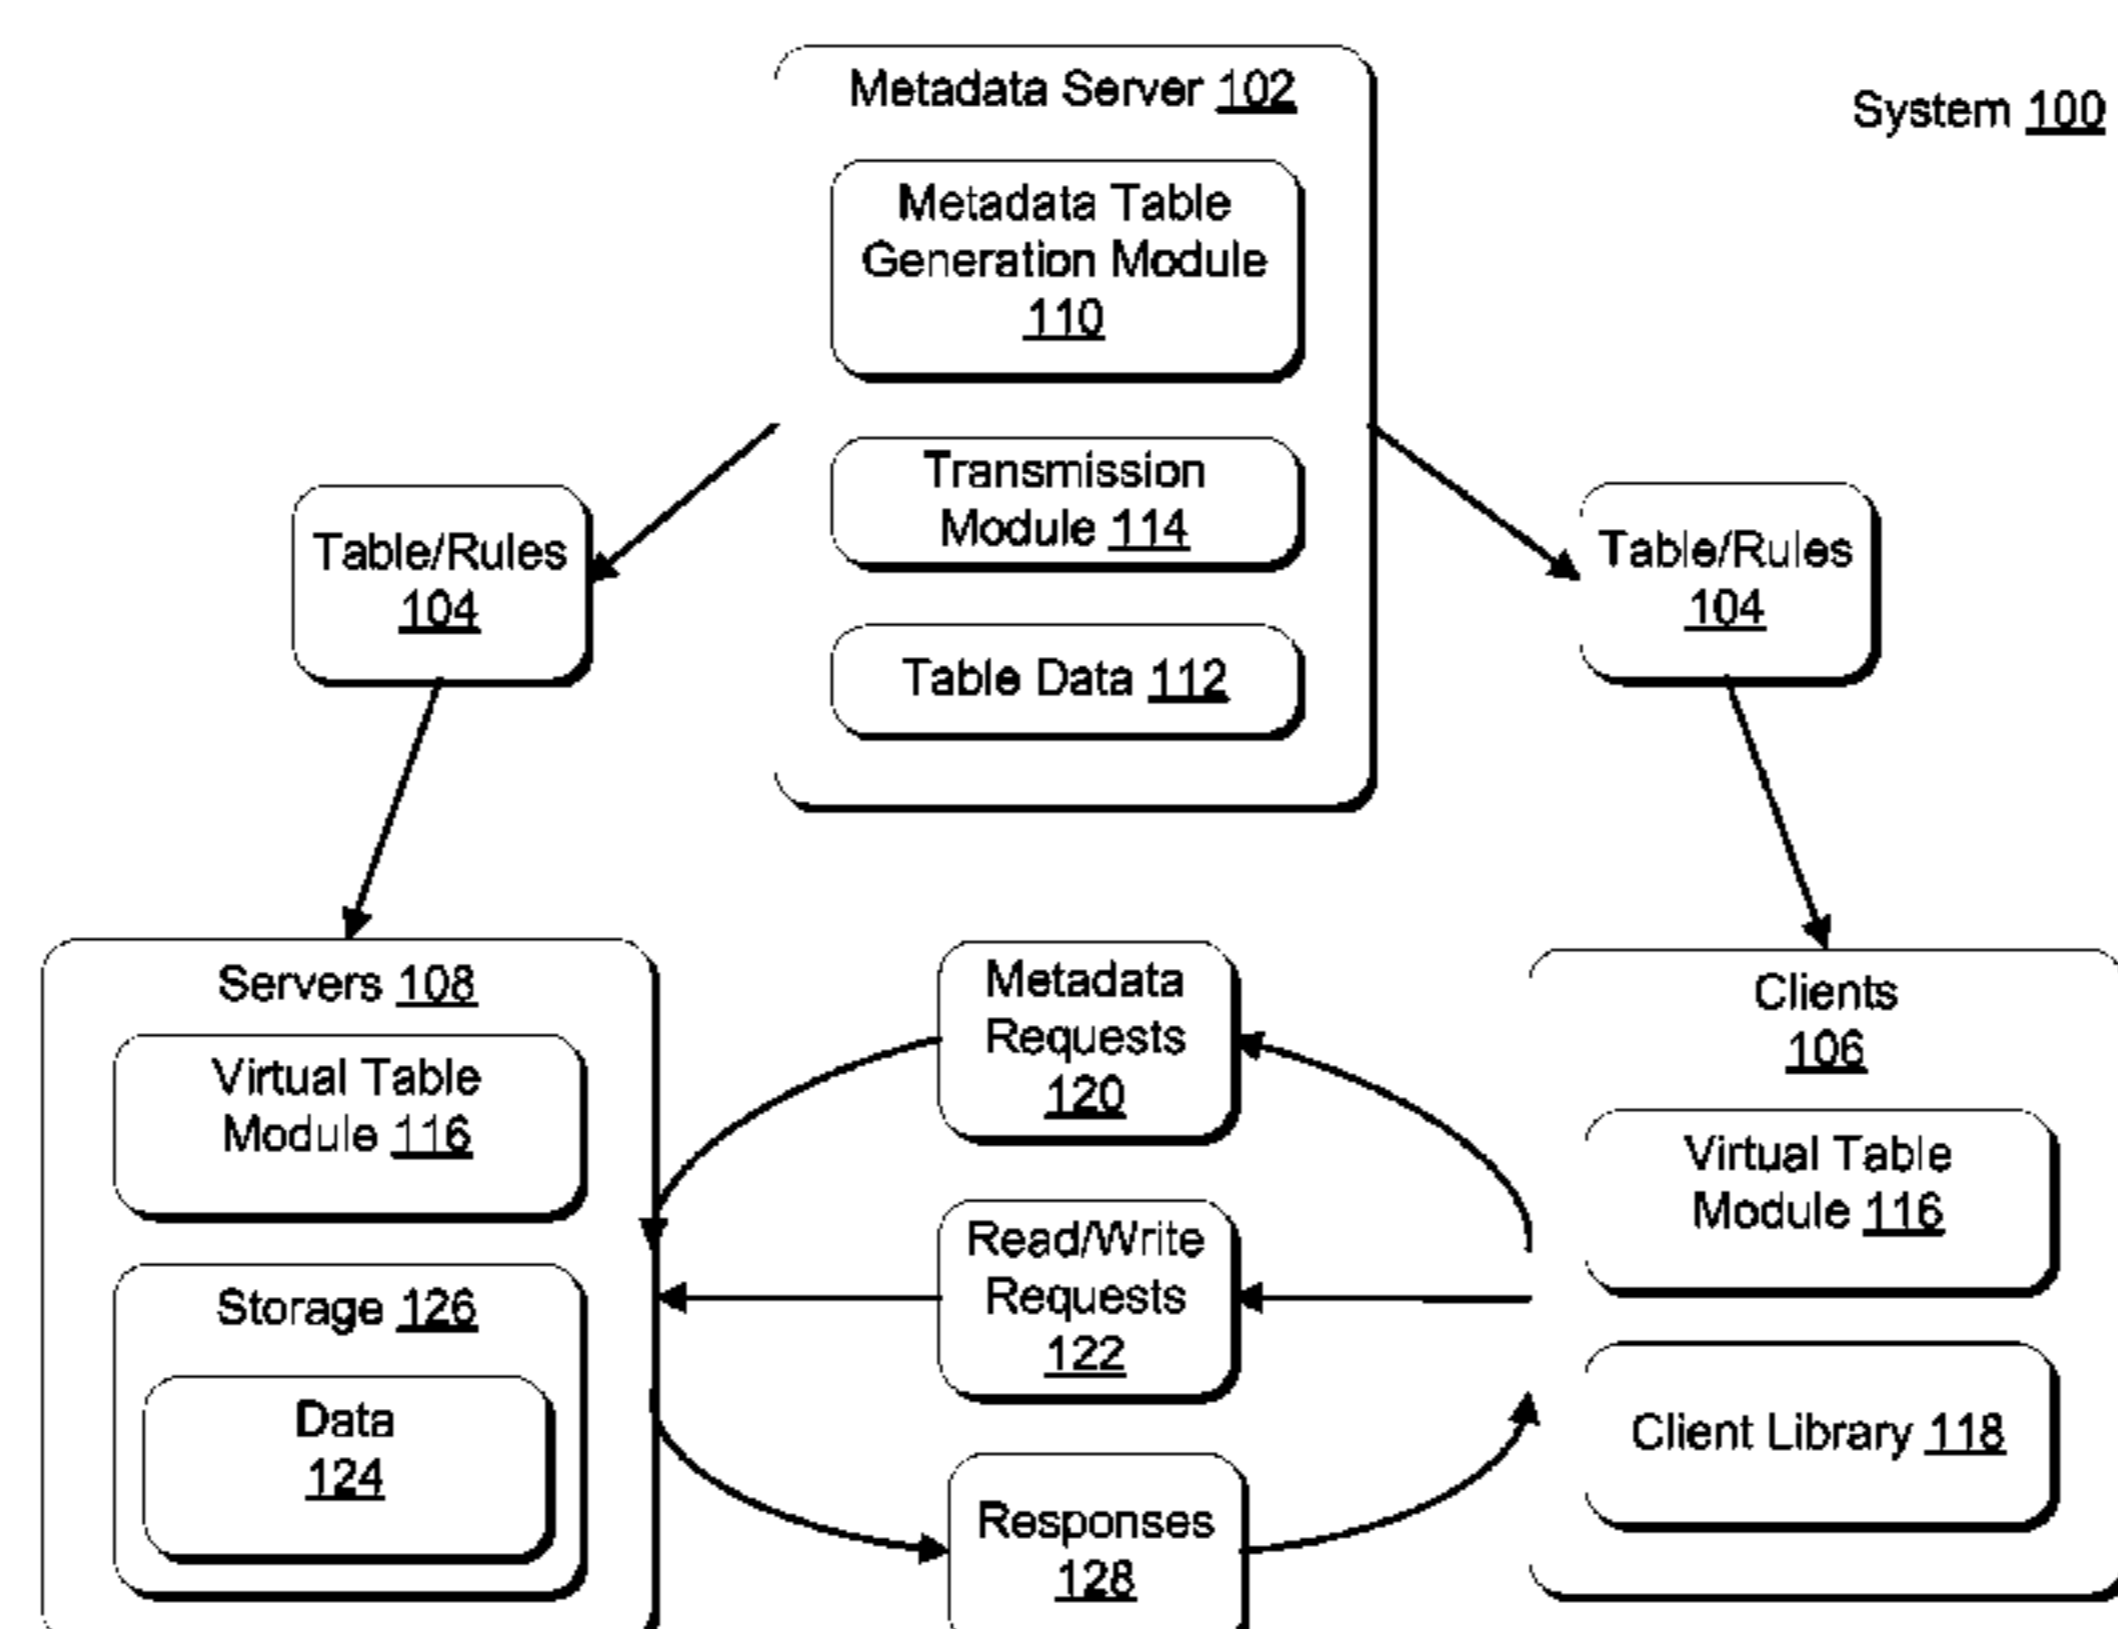 Metadata Server 102
System 100
Metadata Table
Generation Module
110
Transmission
Module 114
Table Data 112
Table/Rules
104
Table/Rules
104
Servers 108
Virtual Table
Module 116
Storage 126
Data
124
Metadata
Requests
120
Read/Write
Requests
122
Responses
128
Clients
106
Virtual Table
Module 116
Client Library 118